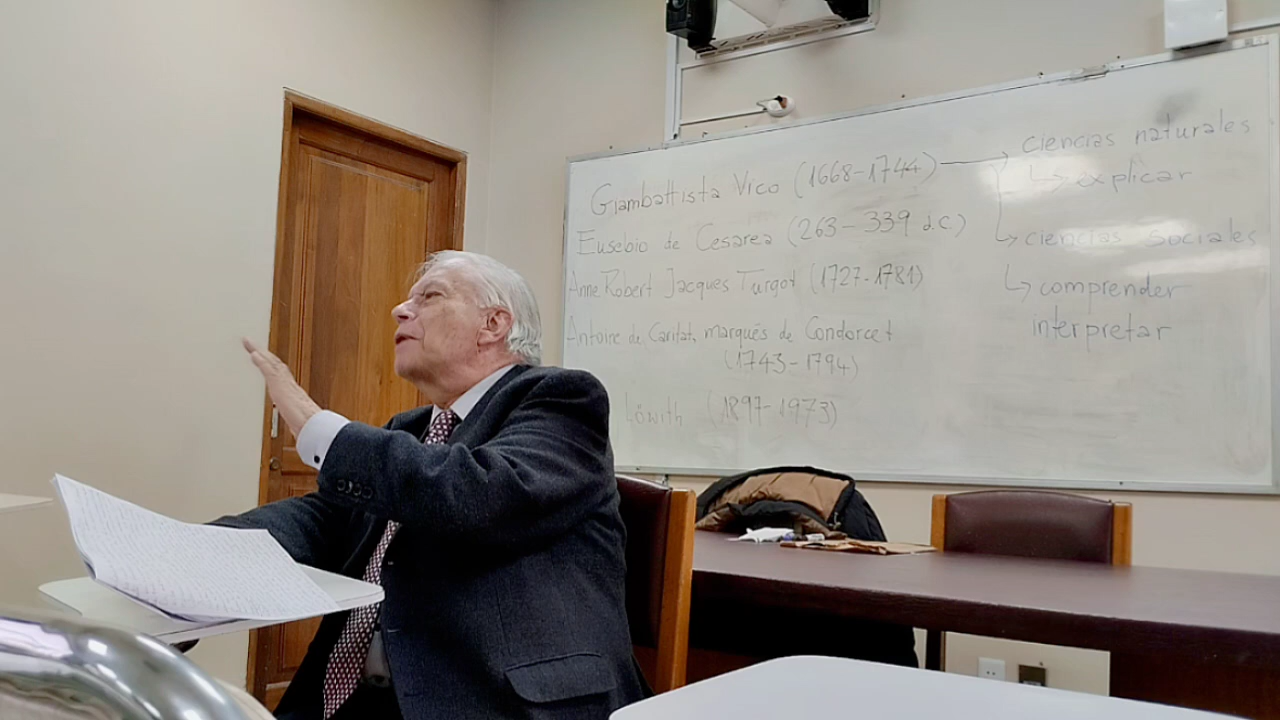 Giambattista Vico (1668-1744)
Eusebio de Cesarea (263-339 d.C)
Anne Robert Jacques Turgot (1727-1781)
Antoine de Caritat, marqués de Condorcet
(1743-1794)
Löwith (1897-1973)
ciencias naturales
↳ explicar
↳ ciencias sociales
↳ comprender
interpretar